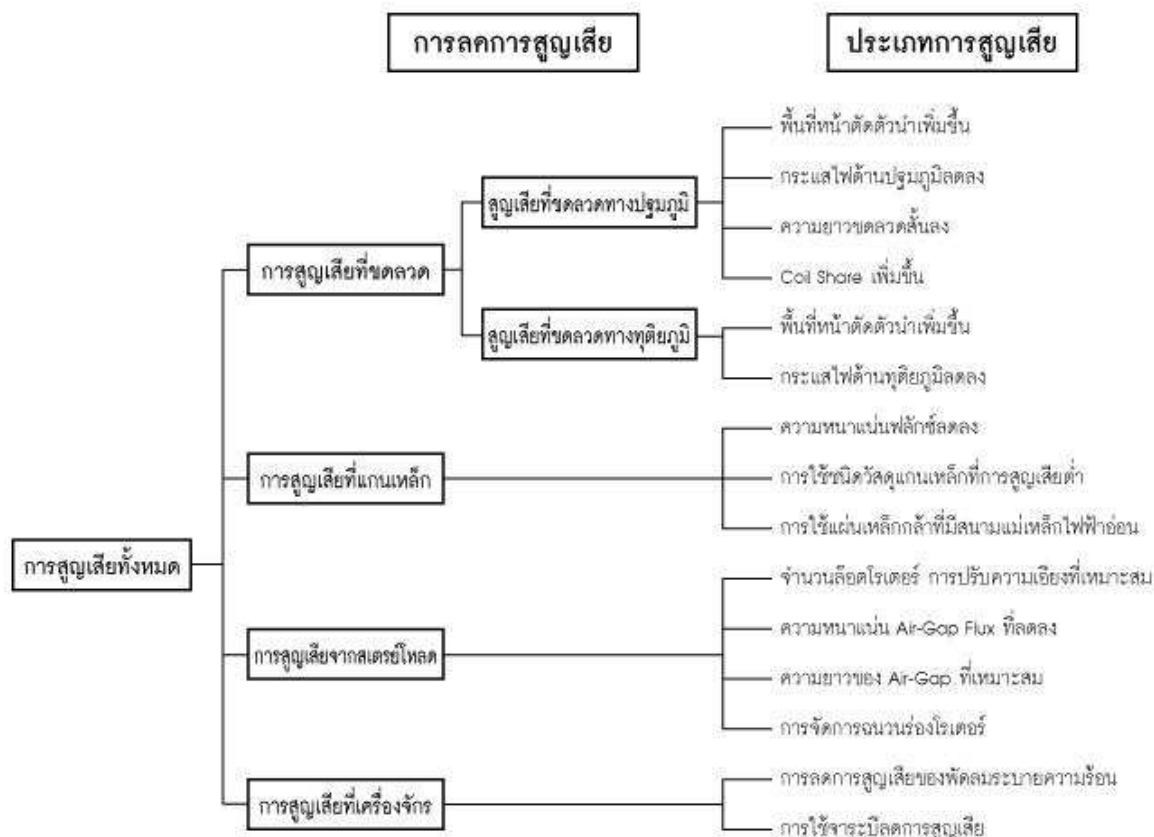 การลดการสูญเสีย
ประเภทการสูญเสีย
พื้นที่หน้าตัดตัวนำเพิ่มขึ้น
กระแสไฟด้านปฐมภูมิลดลง
สูญเสียที่ขดลวดทางปฐมภูมิ
ความยาวขดลวดสั้นลง
การสูญเสียที่ขดลวด
Coil Share เพิ่มขึ้น
พื้นที่หน้าตัดตัวนำเพิ่มขึ้น
สูญเสียที่ขดลวดทางทุติยภูมิ
กระแสไฟด้านทุติยภูมิลดลง
ความหนาแน่นฟลักซ์ลดลง
การสูญเสียที่แกนเหล็ก
การใช้ชนิดวัสดุแกนเหล็กที่การสูญเสียต่ำ
การใช้แผ่นเหล็กกล้าที่มีสนามแม่เหล็กไฟฟ้าอ่อน
การสูญเสียทั้งหมด
จำนวนล๊อตโรเตอร์ การปรับความเอียงที่เหมาะสม
ความหนาแน่น Air-Gap Flux ที่ลดลง
การสูญเสียจากสเตรย์โหลด
ความยาวของ Air-Gap ที่เหมาะสม
การจัดการฉนวนร่องโรเตอร์
การลดการสูญเสียของพัดลมระบายความร้อน
การสูญเสียที่เครื่องจักร
การใช้จาระบีลดการสูญเสีย